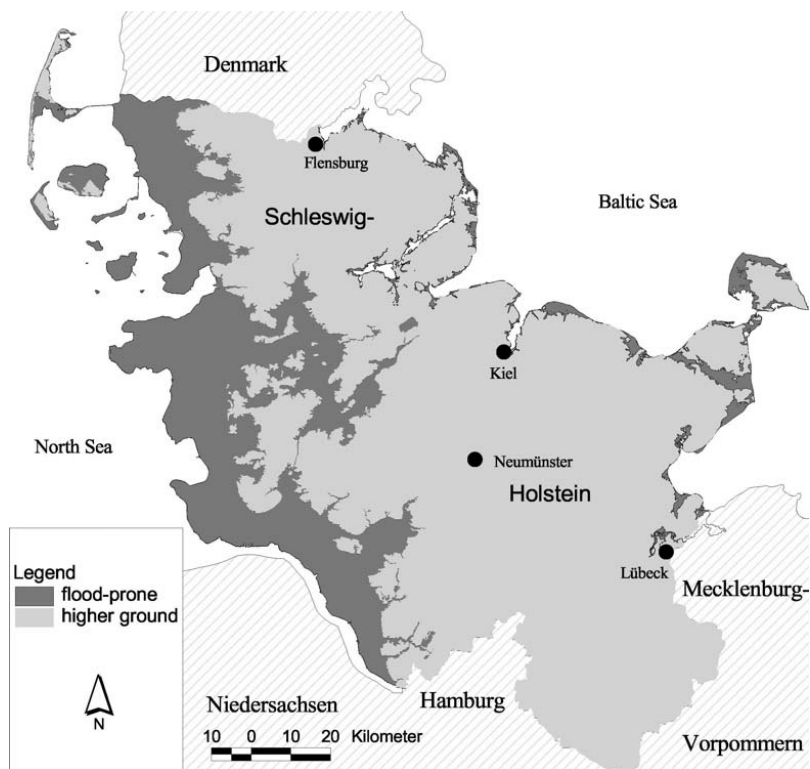 Denmark
Flensburg
Schleswig-
Baltic Sea
Kiel
North Sea
Neumünster
Holstein
Lübeck
Mecklenburg-
Legend
flood-prone
higher ground
N
Niedersachsen
Hamburg
10 0 10 20 Kilometer
Vorpommern